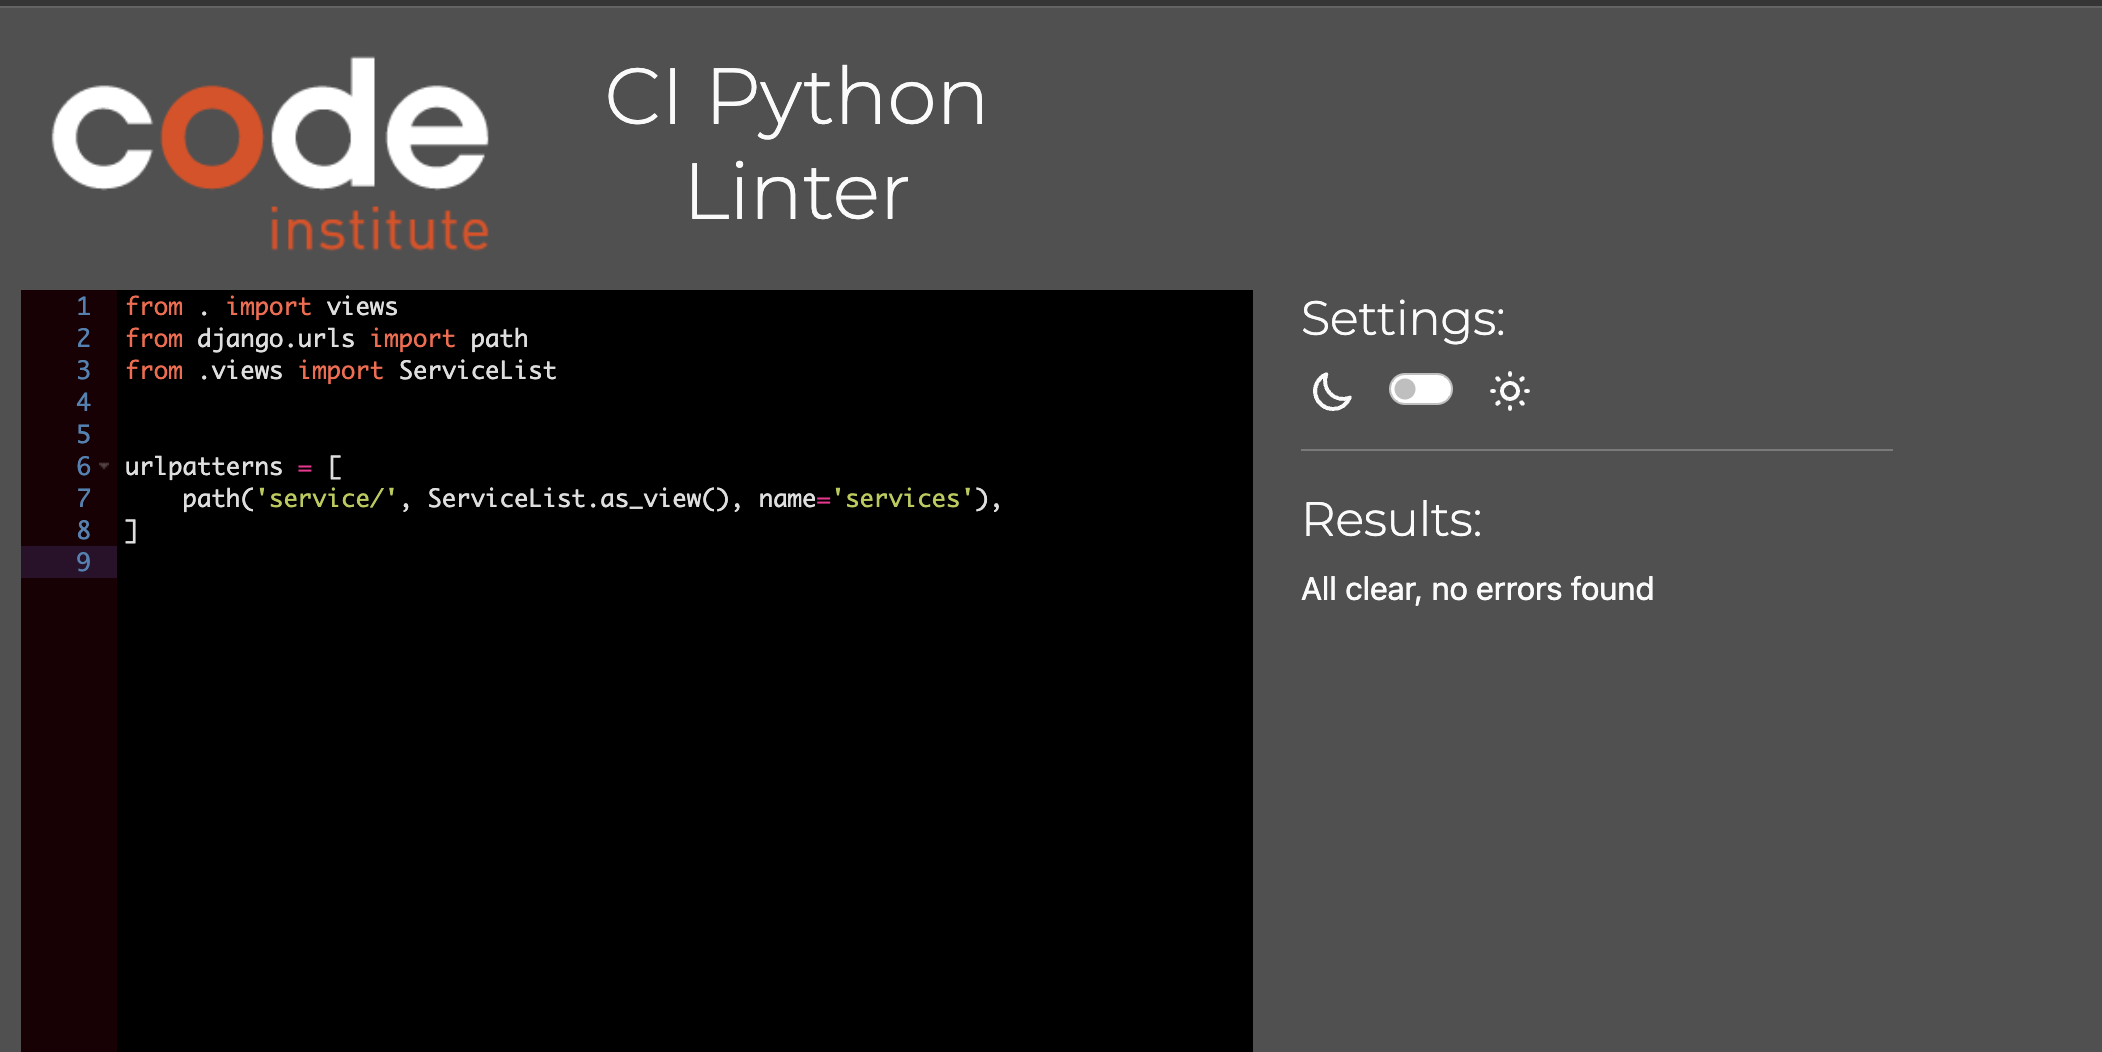 code
institute
CI Python
Linter
1 from . import views
2 from django.urls import path
3 from .views import ServiceList
4
5
6 urlpatterns = [
7     path('service/', ServiceList.as_view(), name='services'),
8 ]
9
Settings:
Results:
All clear, no errors found